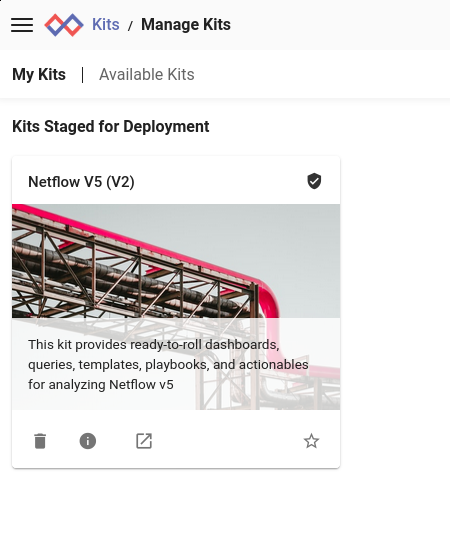 Kits / Manage Kits
My Kits | Available Kits
Kits Staged for Deployment
Netflow V5 (V2)
This kit provides ready-to-roll dashboards,
queries, templates, playbooks, and actionables
for analyzing Netflow v5